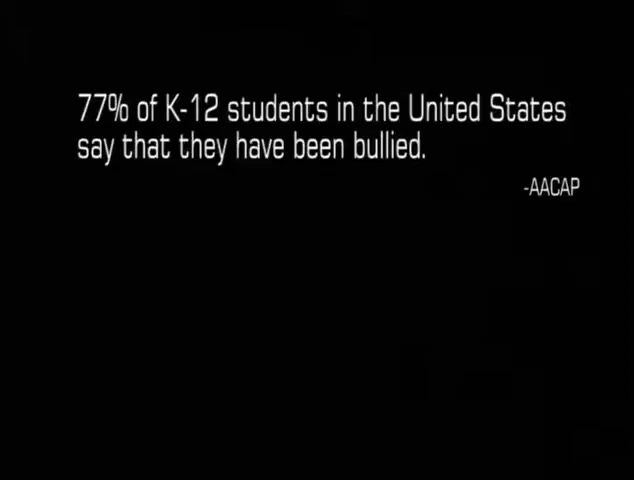 77% of K-12 students in the United States
say that they have been bullied.
-AACAP